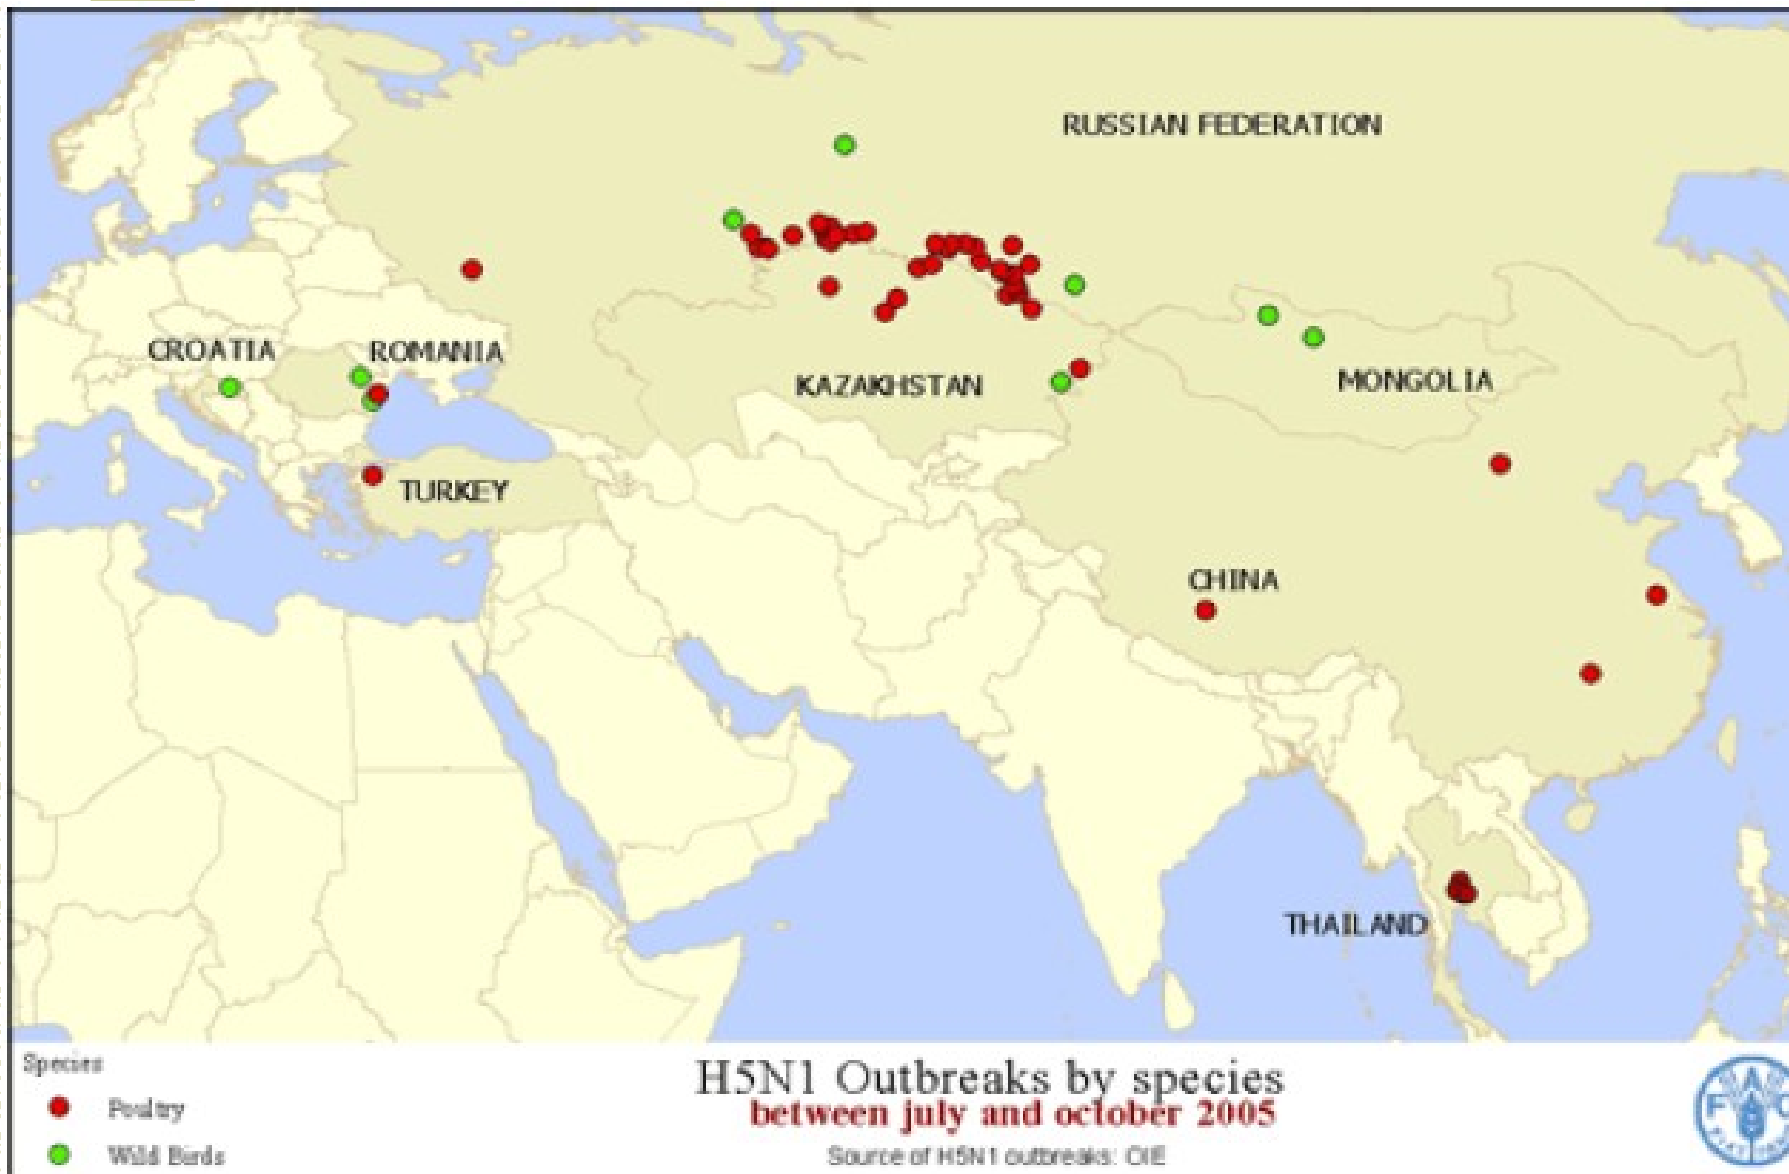 RUSSIAN FEDERATION
CROATIA
ROMANIA
KAZAKHSTAN
MONGOLIA
TURKEY
CHINA
THAILAND
Species
Poultry
Wild Birds
H5N1 Outbreaks by species
between july and october 2005
Source of H5N1 outbreaks: OIE
F A O